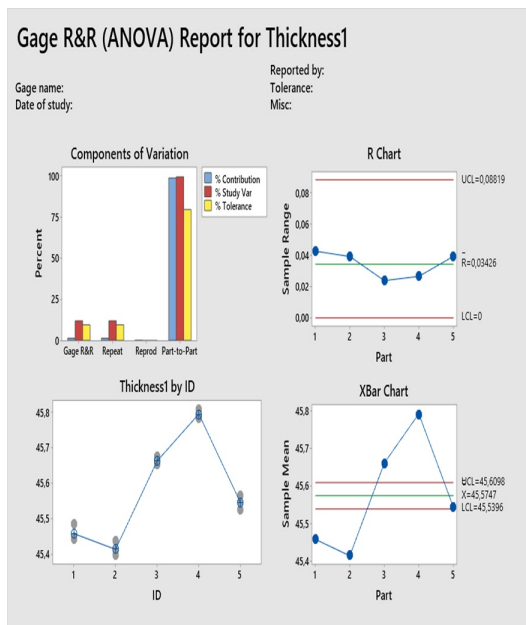 Gage R&R (ANOVA) Report for Thickness1
Reported by:
Gage name:
Tolerance:
Date of study:
Misc:
Components of Variation
% Contribution
% Study Var
% Tolerance
100
75
50
25
0
Percent
Gage R&R
Repeat
Reprod
Part-to-Part
R Chart
UCL=0,08819
0,08
0,06
0,04
0,02
0,00
Sample Range
R=0,03426
LCL=0
1 2 3 4 5
Part
Thickness1 by ID
45,8
45,7
45,6
45,5
45,4
1 2 3 4 5
ID
XBar Chart
45,8
45,7
45,6
45,5
45,4
Sample Mean
UCL=45,6098
X=45,5747
LCL=45,5396
1 2 3 4 5
Part